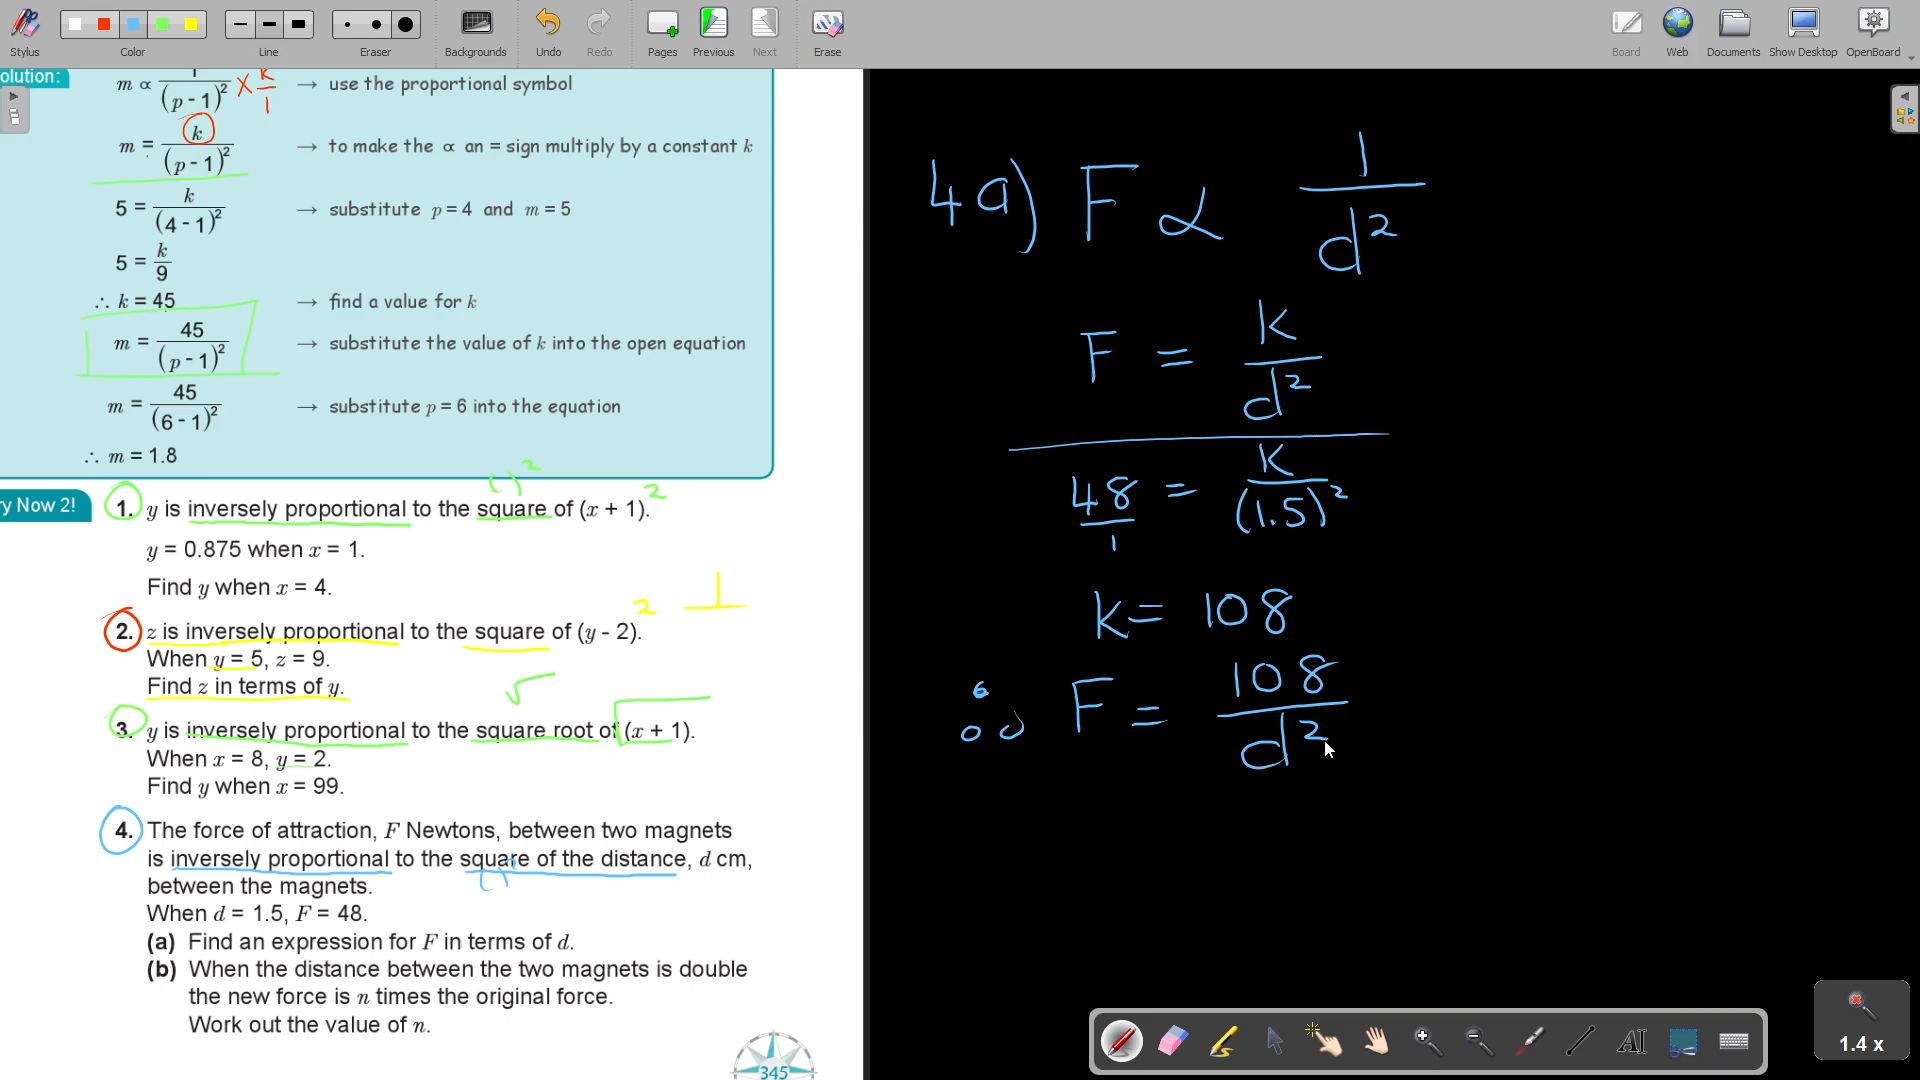 Stylus Color Line Eraser Backgrounds Undo Redo Pages Previous Next Erase Board Web Documents Show Desktop OpenBoard
olution:
m ∝ 1/(p - 1)² × k/1 → use the proportional symbol
m = k/(p - 1)² → to make the ∝ an = sign multiply by a constant k
5 = k/(4 - 1)² → substitute p = 4 and m = 5
5 = k/9
∴ k = 45 → find a value for k
m = 45/(p - 1)² → substitute the value of k into the open equation
m = 45/(6 - 1)² → substitute p = 6 into the equation
∴ m = 1.8
ry Now 2!
( )²
1. y is inversely proportional to the square of (x + 1). ²
y = 0.875 when x = 1.
Find y when x = 4.
² 1
2. z is inversely proportional to the square of (y - 2).
When y = 5, z = 9.
Find z in terms of y.
√
3. y is inversely proportional to the square root of (x + 1).
When x = 8, y = 2.
Find y when x = 99.
4. The force of attraction, F Newtons, between two magnets
is inversely proportional to the square of the distance, d cm,
( )²
between the magnets.
When d = 1.5, F = 48.
(a) Find an expression for F in terms of d.
(b) When the distance between the two magnets is double
the new force is n times the original force.
Work out the value of n.
345
4a) F ∝ 1/d²
F = k/d²
48/1 = k/(1.5)²
k = 108
∴ F = 108/d²
1.4 x